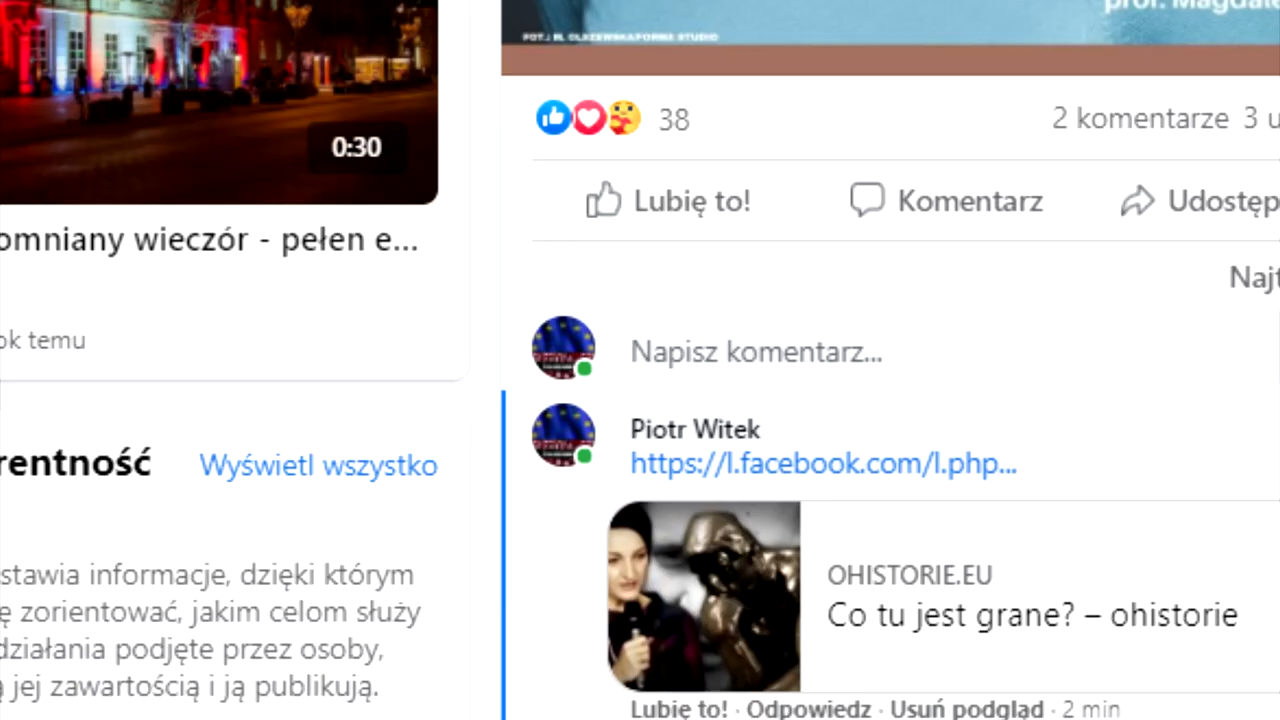 prof. Magdale
FOT.: M. OLSZEWSKA/FORMA STUDIO
0:30
omniany wieczór - pełen e...
ok temu
rentność
Wyświetl wszystko
stawia informacje, dzięki którym
ę zorientować, jakim celom służy
działania podjęte przez osoby,
ą jej zawartością i ją publikują.
38
2 komentarze 3 u
Lubię to! Komentarz Udostęp
Najt
Napisz komentarz...
Piotr Witek
https://l.facebook.com/l.php...
OHISTORIE.EU
Co tu jest grane? – ohistorie
Lubię to! · Odpowiedz · Usuń podgląd · 2 min